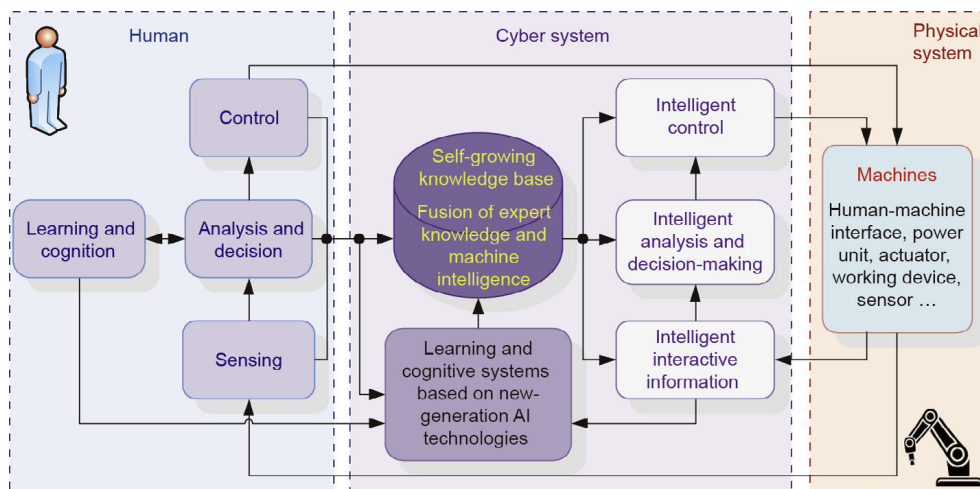 Human
Cyber system
Physical
system
Control
Learning and
cognition
Analysis and
decision
Sensing
Self-growing
knowledge base
Fusion of expert
knowledge and
machine
intelligence
Learning and
cognitive systems
based on new-
generation AI
technologies
Intelligent
control
Intelligent
analysis and
decision-making
Intelligent
interactive
information
Machines
Human-machine
interface, power
unit, actuator,
working device,
sensor ...